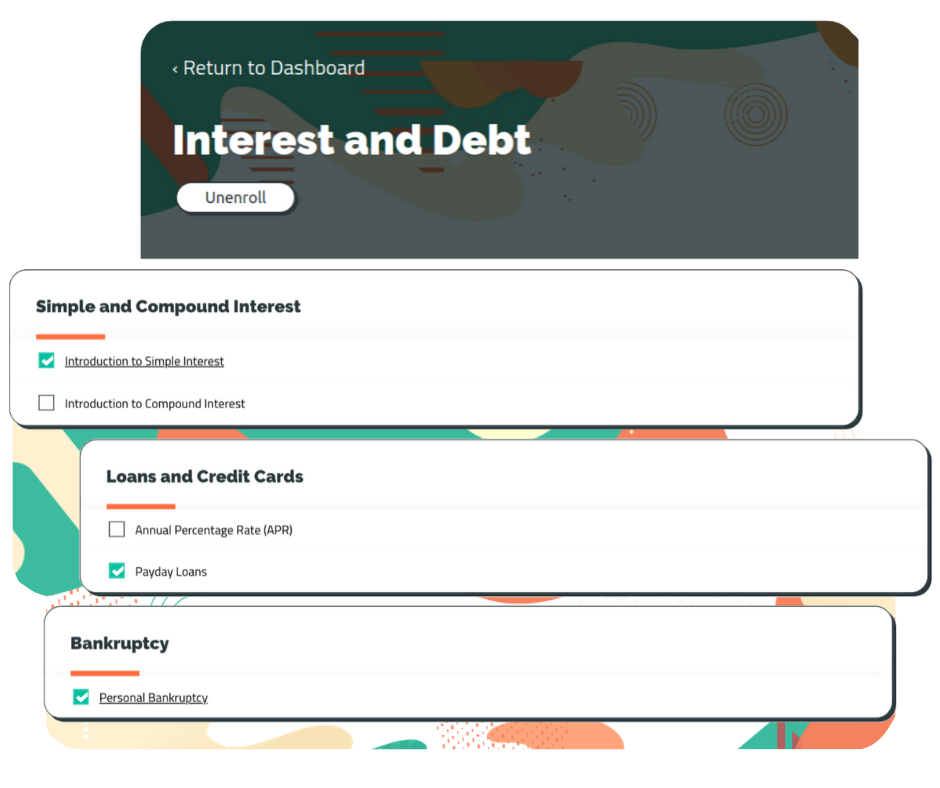 ‹ Return to Dashboard
Interest and Debt
Unenroll
Simple and Compound Interest
Introduction to Simple Interest
Introduction to Compound Interest
Loans and Credit Cards
Annual Percentage Rate (APR)
Payday Loans
Bankruptcy
Personal Bankruptcy